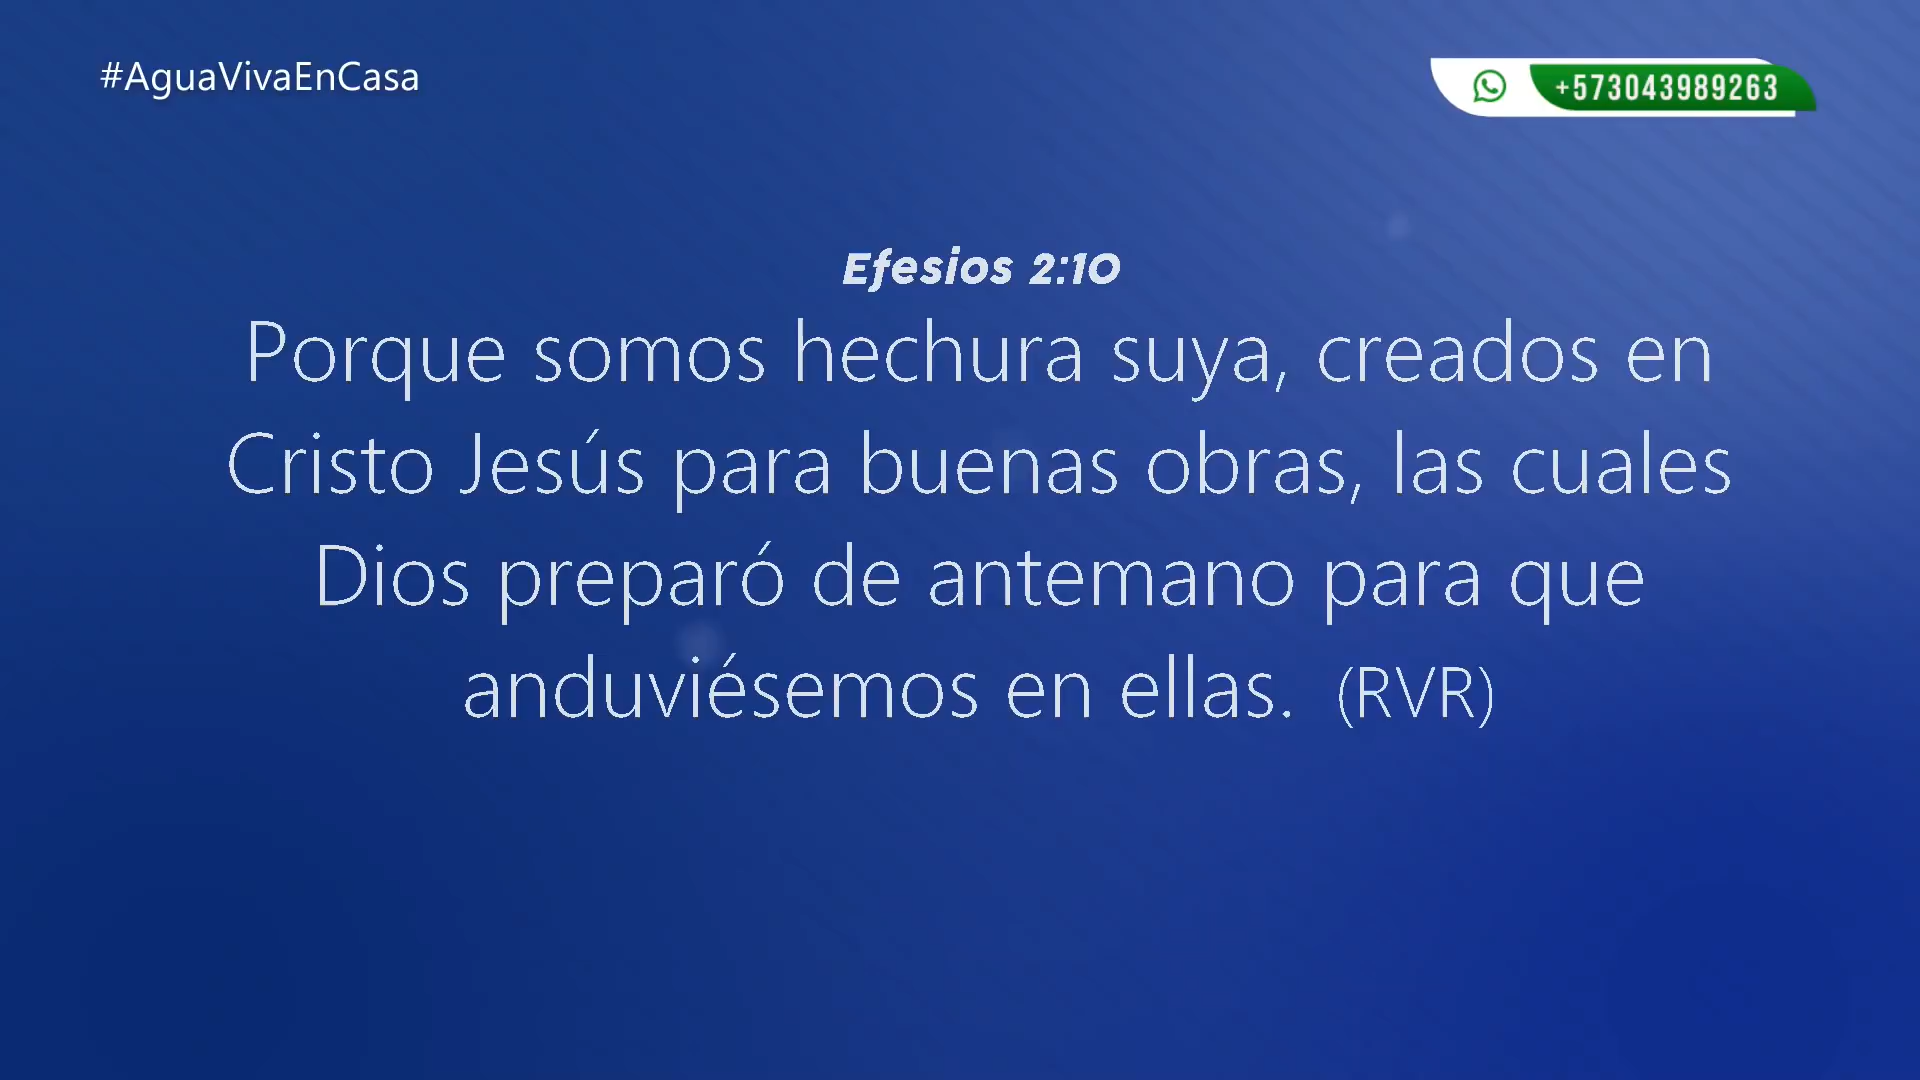 #AguaVivaEnCasa
+573043989263
Efesios 2:10
Porque somos hechura suya, creados en
Cristo Jesús para buenas obras, las cuales
Dios preparó de antemano para que
anduviésemos en ellas. (RVR)